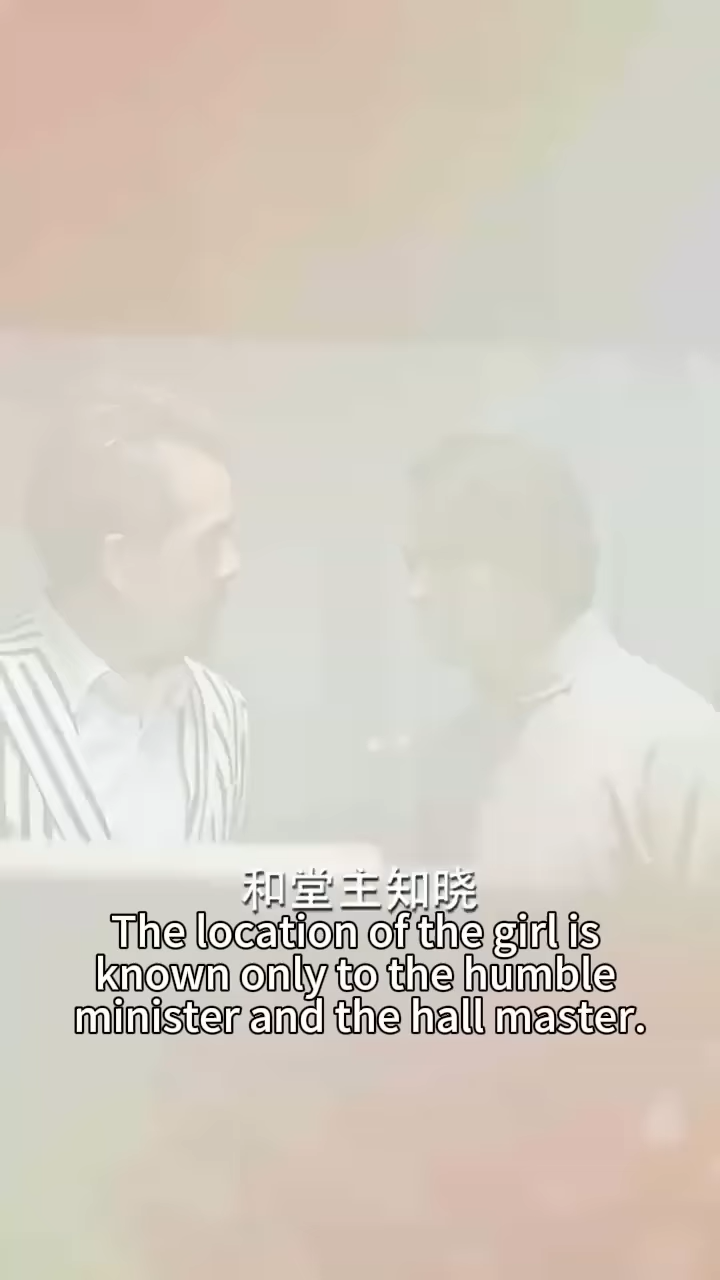 和堂主知晓
The location of the girl is
known only to the humble
minister and the hall master.